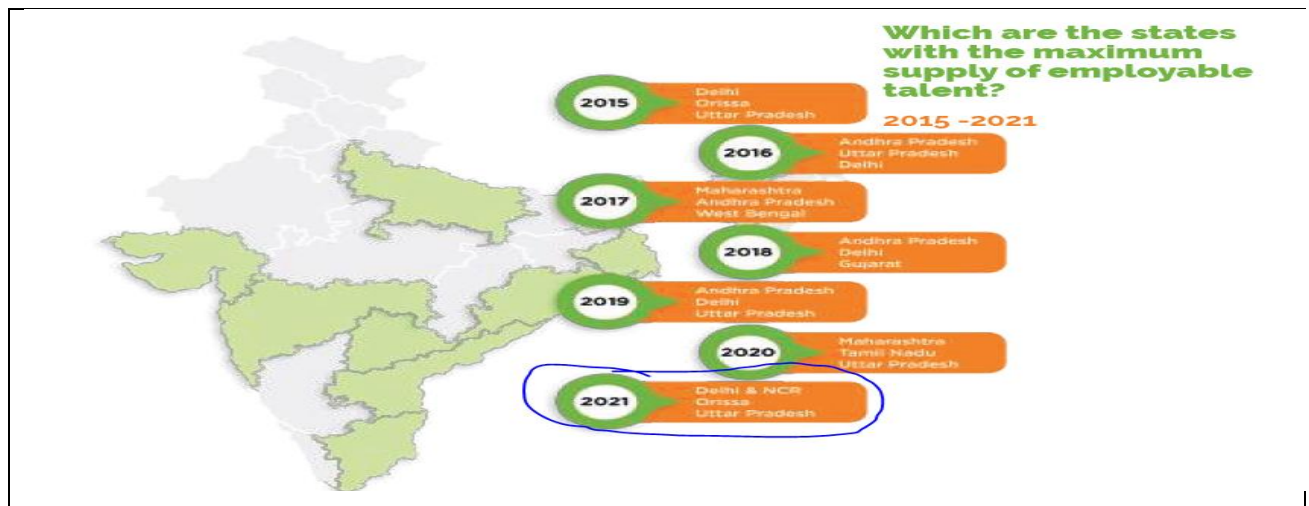 Which are the states
with the maximum
supply of employable
talent?
2015 -2021
2015
Delhi
Orissa
Uttar Pradesh
2016
Andhra Pradesh
Uttar Pradesh
Delhi
2017
Maharashtra
Andhra Pradesh
West Bengal
2018
Andhra Pradesh
Delhi
Gujarat
2019
Andhra Pradesh
Delhi
Uttar Pradesh
2020
Maharashtra
Tamil Nadu
Uttar Pradesh
2021
Delhi & NCR
Orissa
Uttar Pradesh